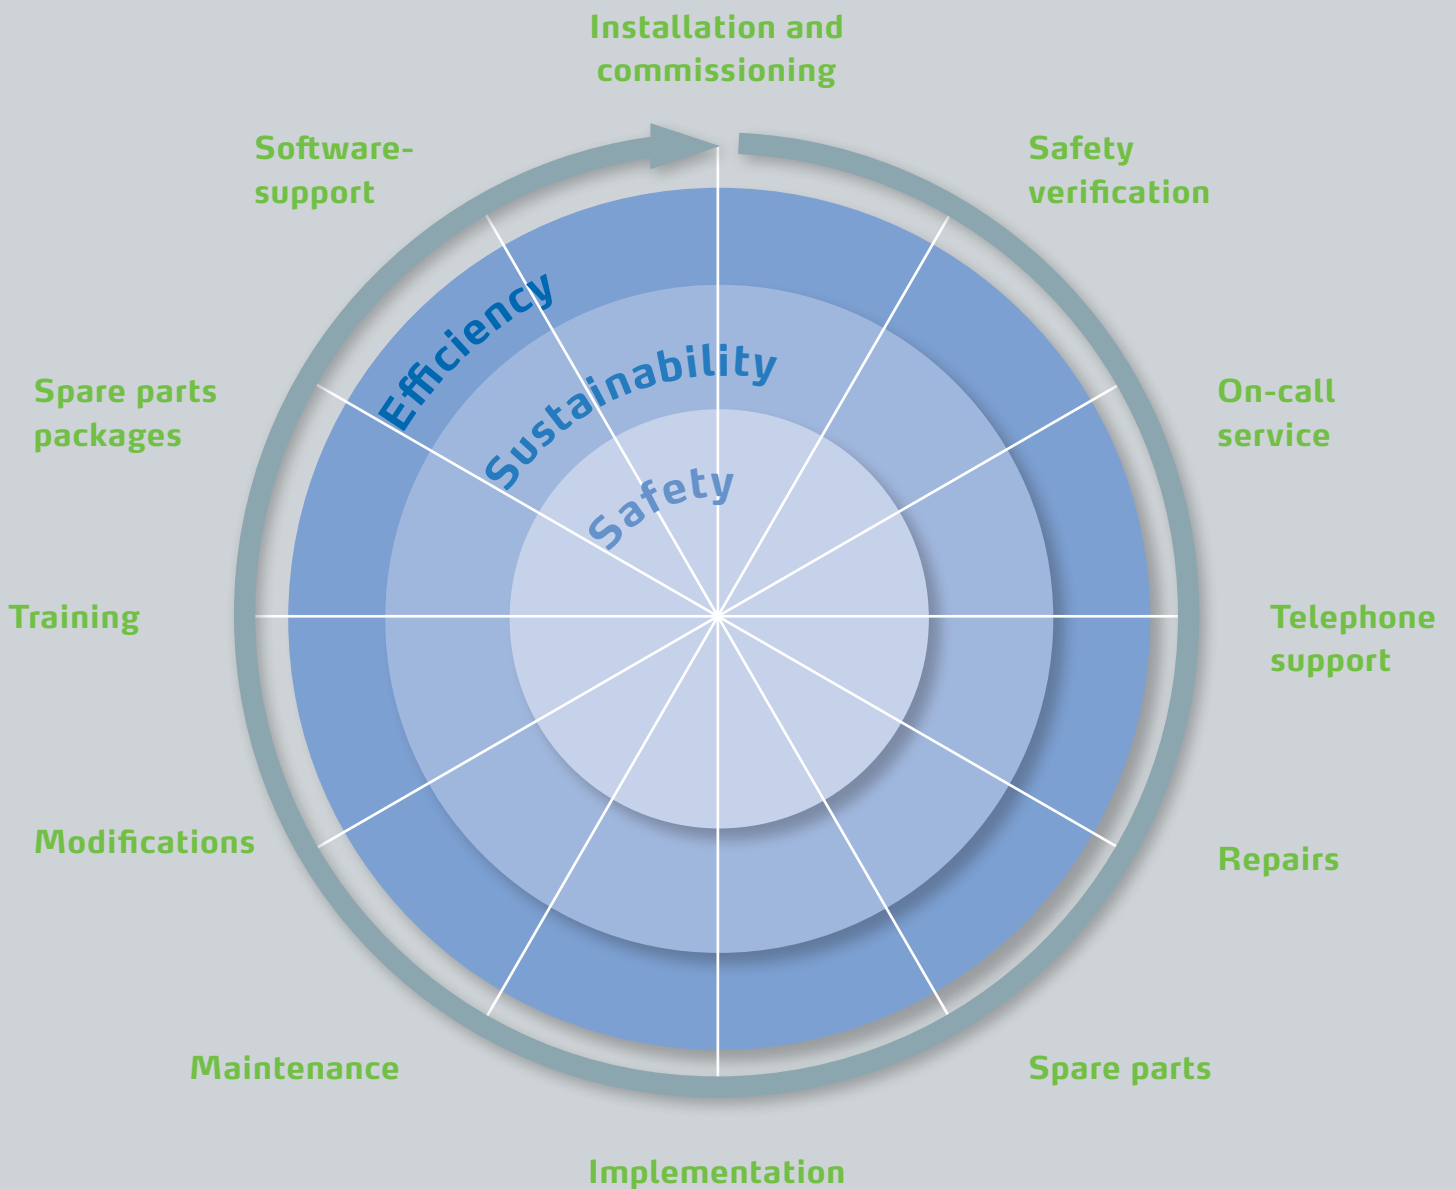 Installation and
commissioning
Software-
support
Safety
verification
Efficiency
Sustainability
Safety
Spare parts
packages
On-call
service
Training
Telephone
support
Modifications
Repairs
Maintenance
Spare parts
Implementation